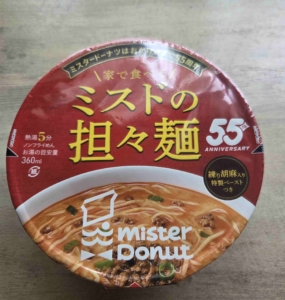 ミスタードーナツはお
家で食べ
ミスドの
担々麺
55th
ANNIVERSARY
熱湯5分
ノンフライめん
お湯の目安量
360ml
練り胡麻入り
特製ペースト
つき
mister
Donut